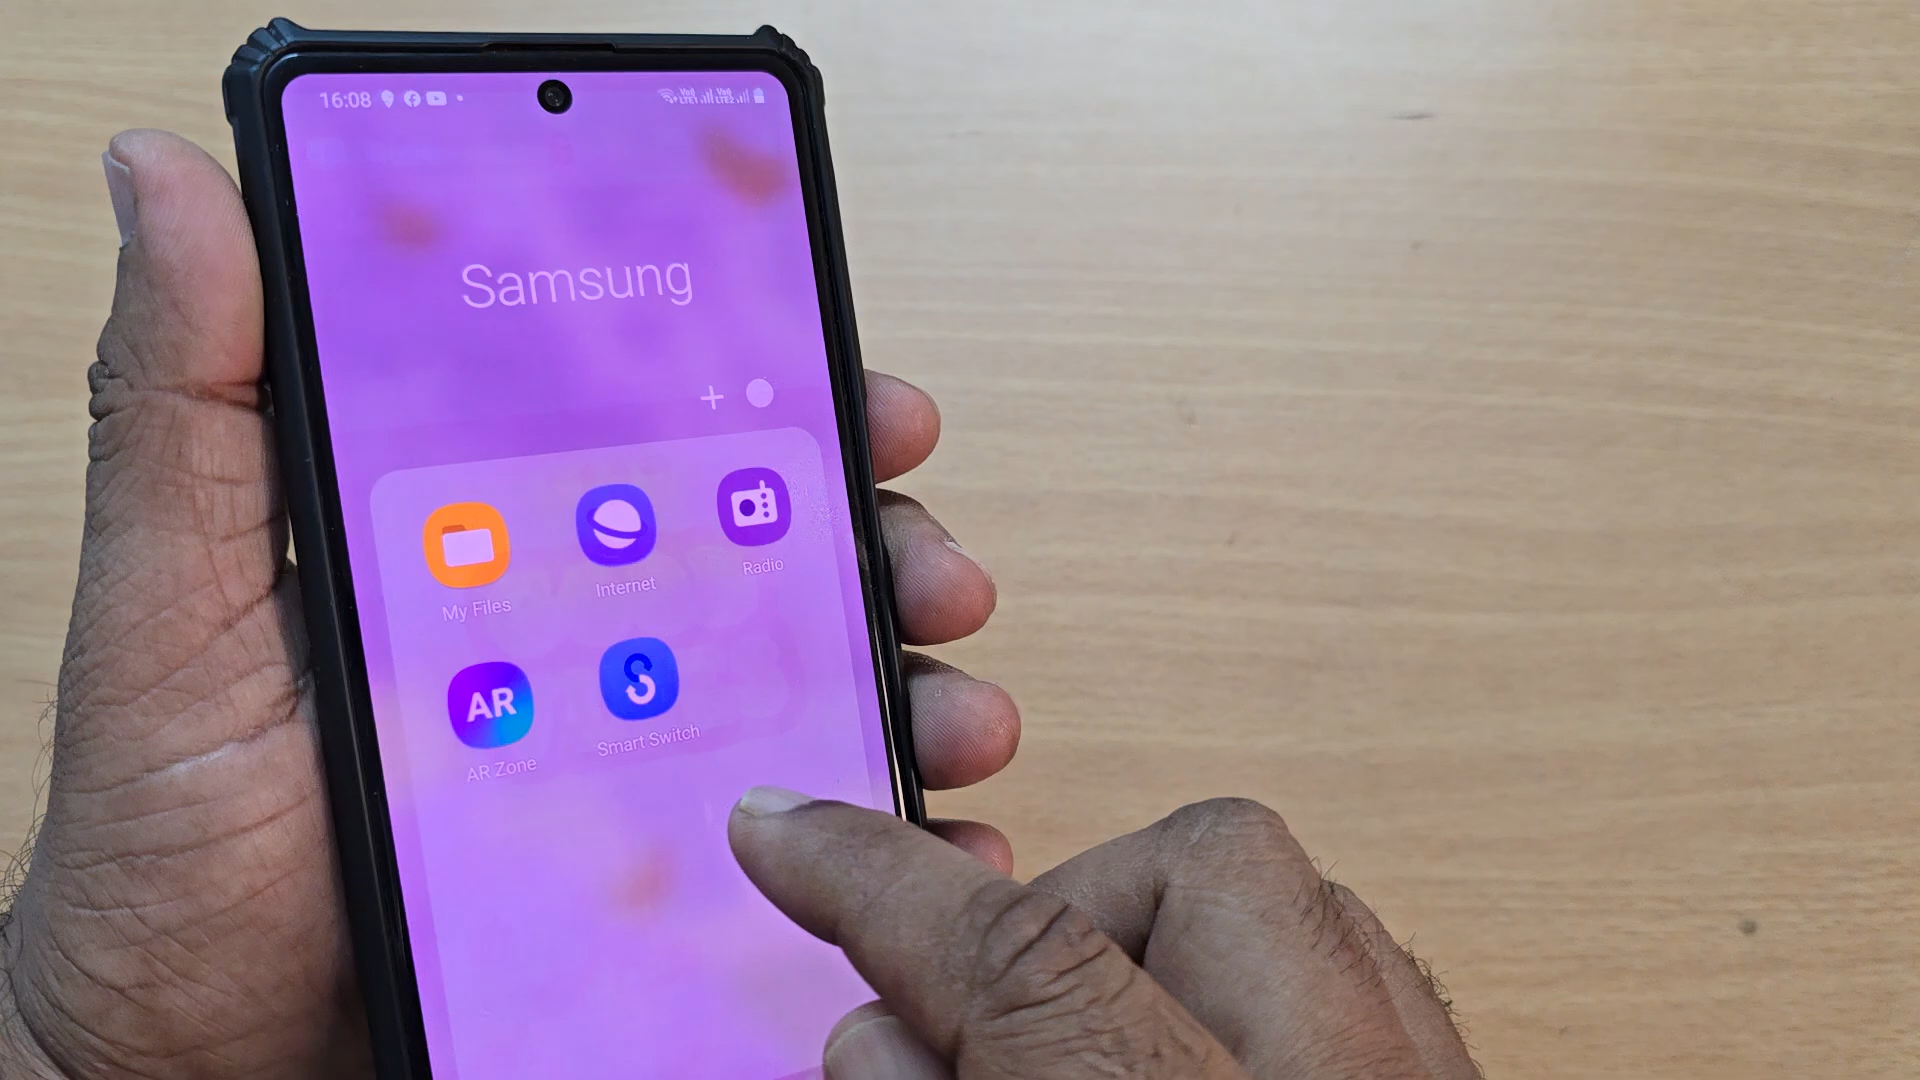 16:08
Samsung
My Files
Internet
Radio
AR
AR Zone
Smart Switch